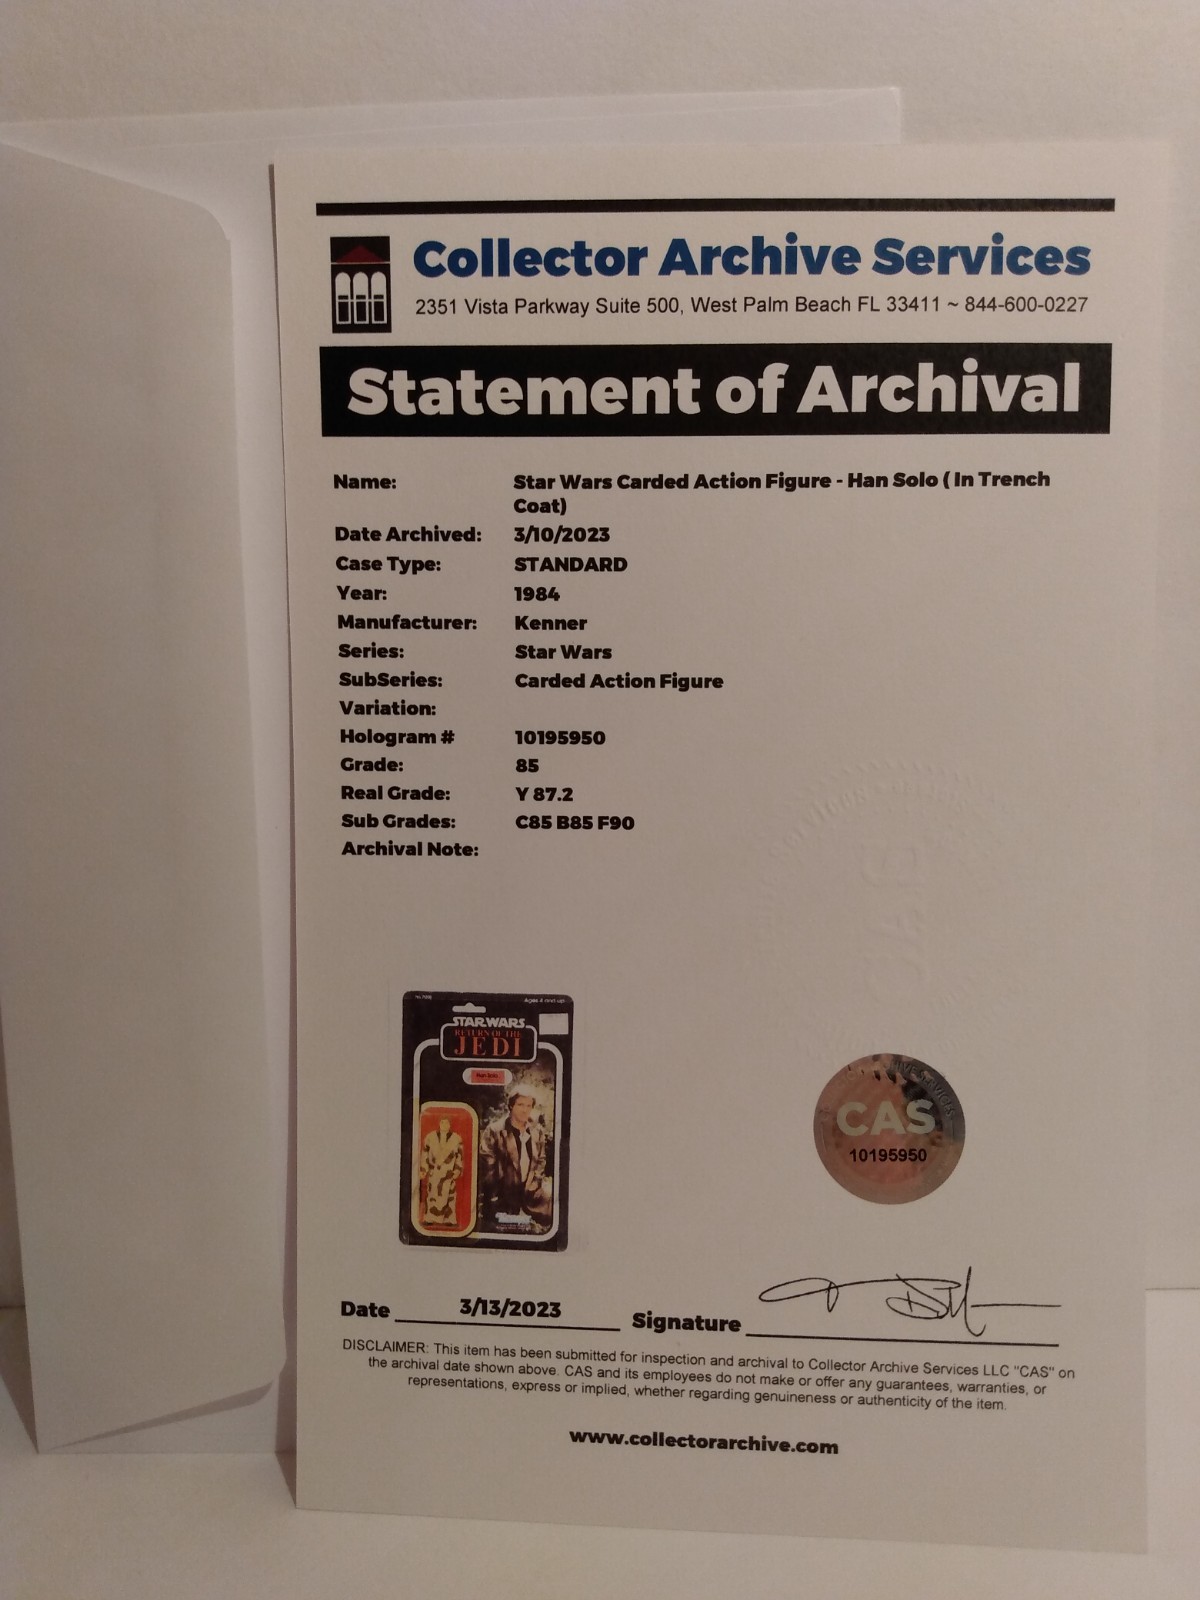 Collector Archive Services
2351 Vista Parkway Suite 500, West Palm Beach FL 33411 ~ 844-600-0227
Statement of Archival
Name: Star Wars Carded Action Figure - Han Solo ( In Trench
Coat)
Date Archived: 3/10/2023
Case Type: STANDARD
Year: 1984
Manufacturer: Kenner
Series: Star Wars
SubSeries: Carded Action Figure
Variation:
Hologram # 10195950
Grade: 85
Real Grade: Y 87.2
Sub Grades: C85 B85 F90
Archival Note:
Ages 4 and up
STAR WARS
RETURN OF THE
JEDI
Han Solo
CAS
10195950
Date 3/13/2023 Signature
DISCLAIMER: This item has been submitted for inspection and archival to Collector Archive Services LLC "CAS" on
the archival date shown above. CAS and its employees do not make or offer any guarantees, warranties, or
representations, express or implied, whether regarding genuineness or authenticity of the item.
www.collectorarchive.com